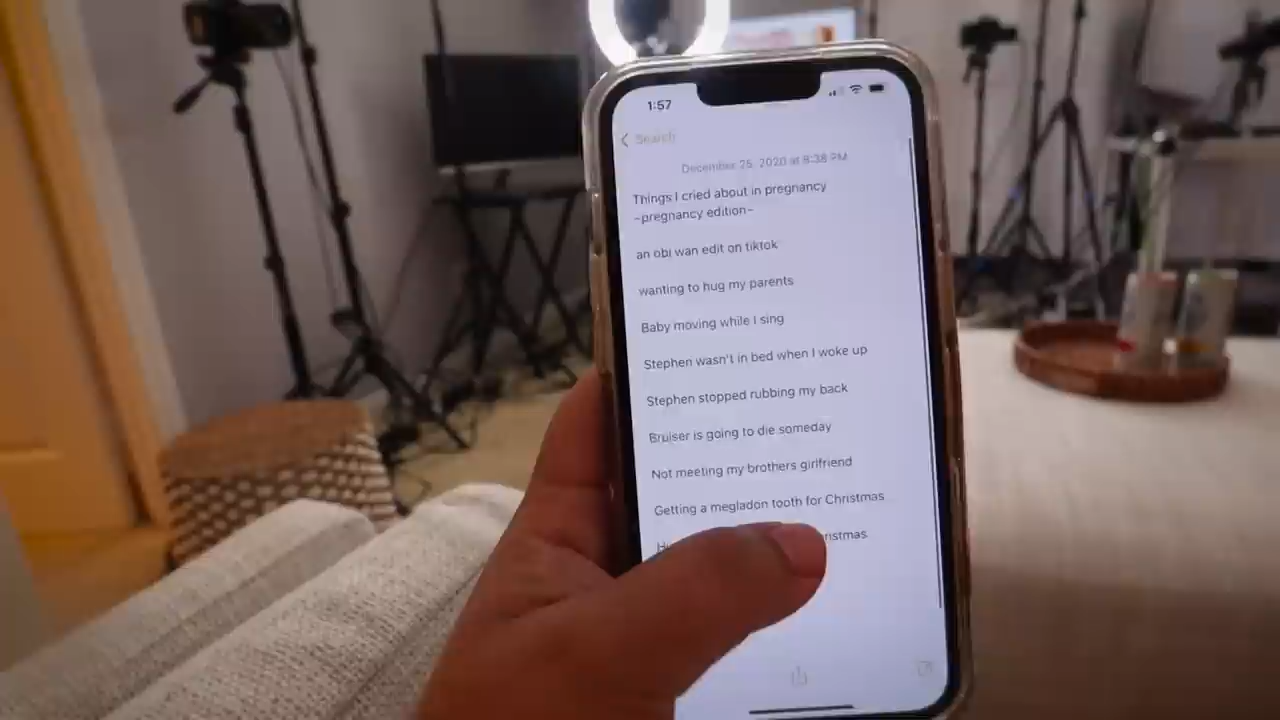 1:57
Search
December 25, 2020 at 8:38 PM
Things I cried about in pregnancy
~pregnancy edition~
an obi wan edit on tiktok
wanting to hug my parents
Baby moving while I sing
Stephen wasn't in bed when I woke up
Stephen stopped rubbing my back
Bruiser is going to die someday
Not meeting my brothers girlfriend
Getting a megladon tooth for Christmas